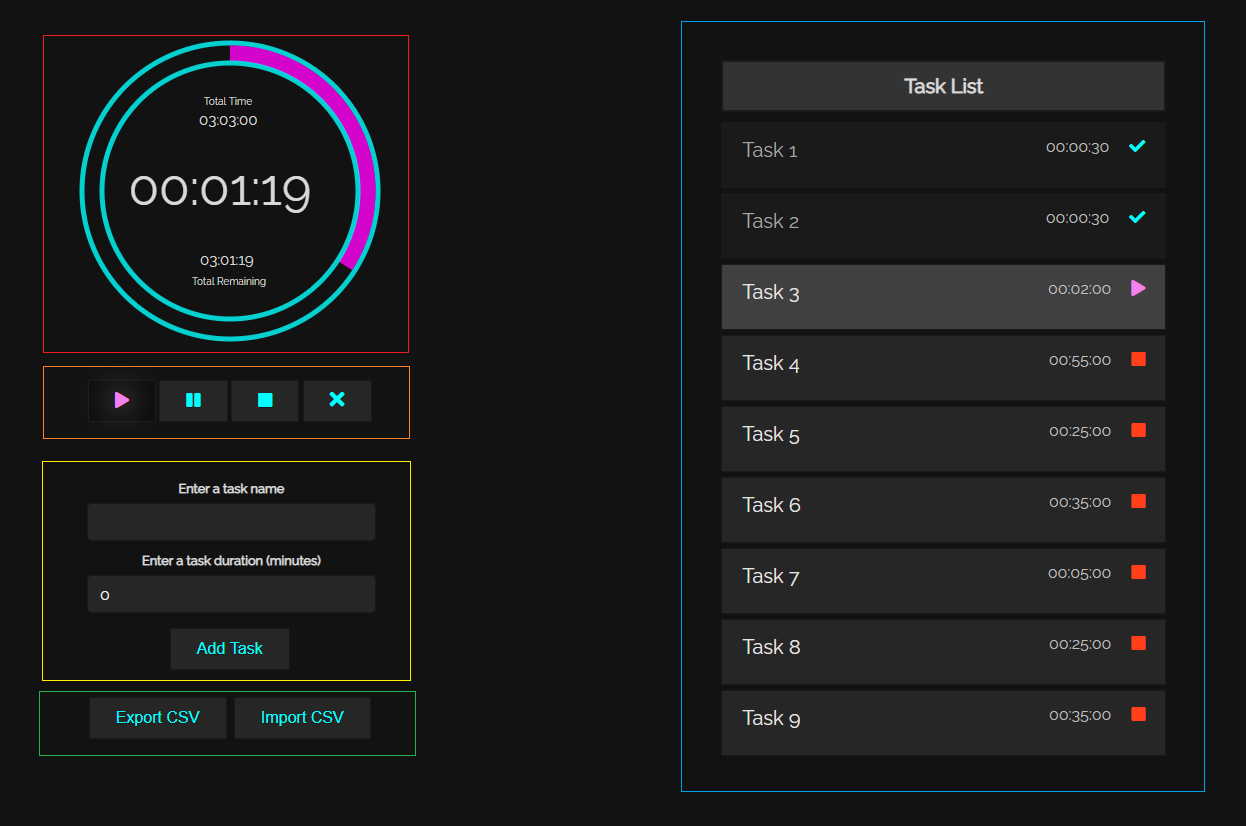 Total Time
03:03:00
00:01:19
03:01:19
Total Remaining
Enter a task name
Enter a task duration (minutes)
0
Add Task
Export CSV Import CSV
Task List
Task 1 00:00:30
Task 2 00:00:30
Task 3 00:02:00
Task 4 00:55:00
Task 5 00:25:00
Task 6 00:35:00
Task 7 00:05:00
Task 8 00:25:00
Task 9 00:35:00